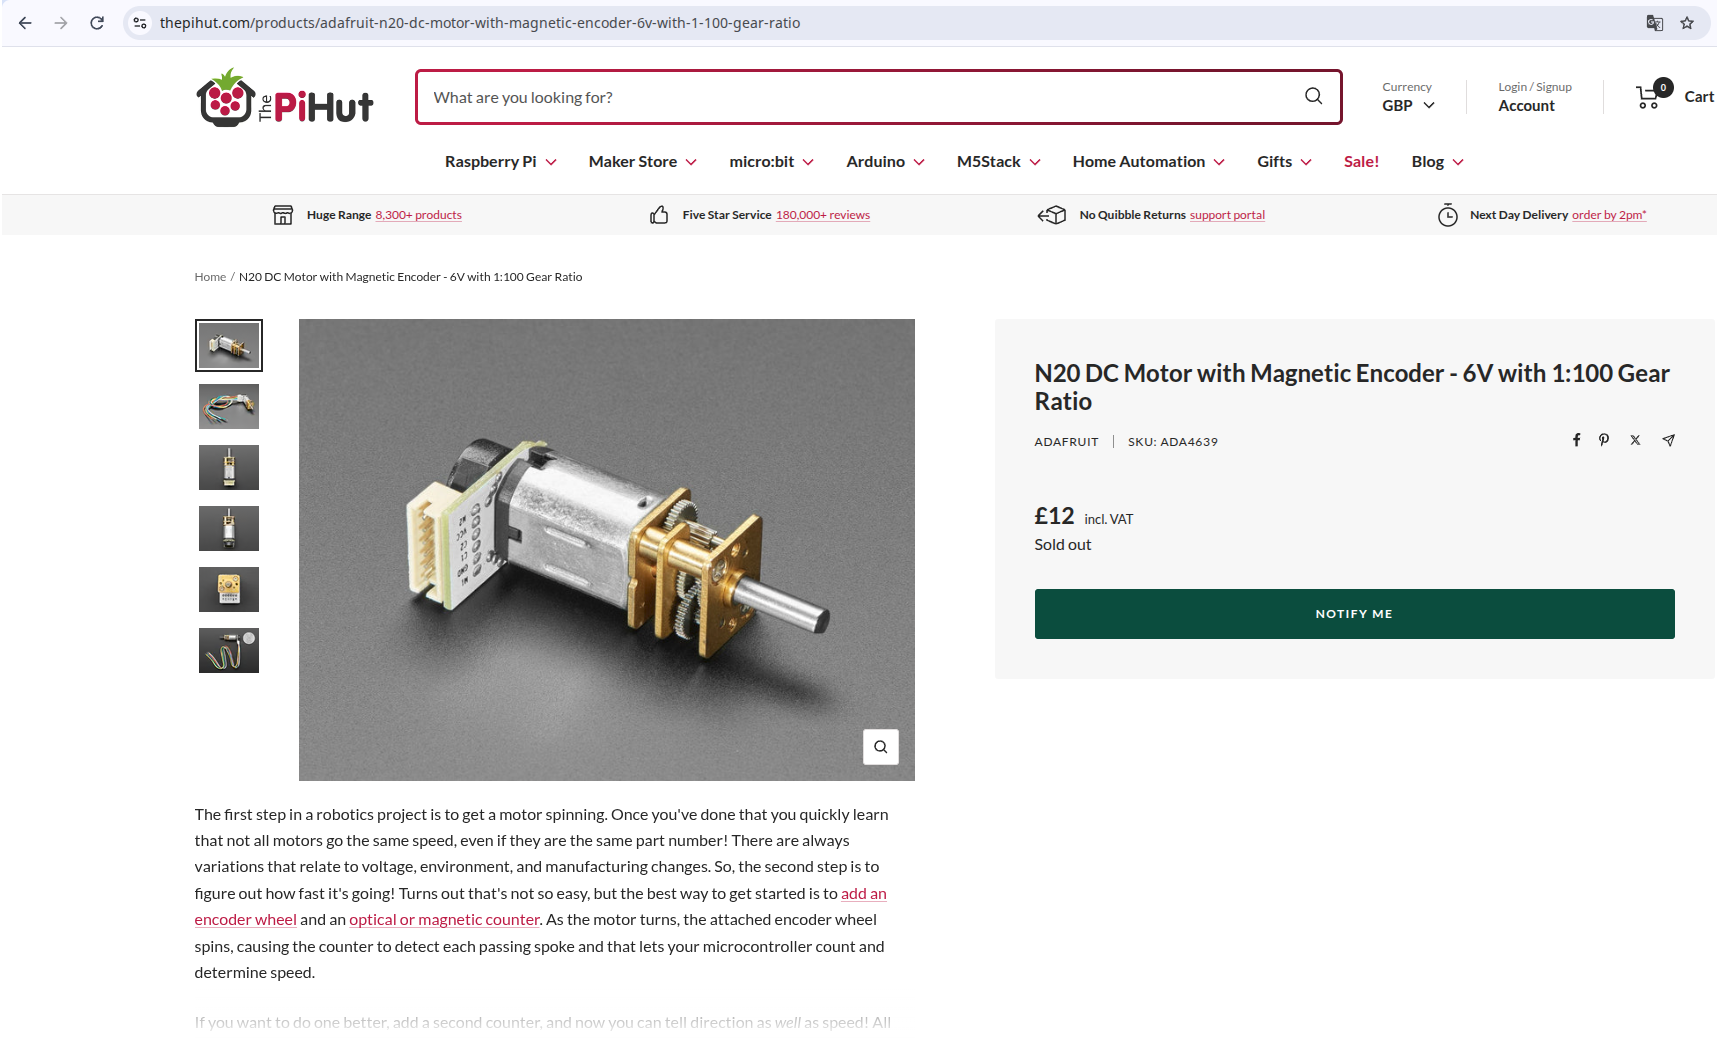 thepihut.com/products/adafruit-n20-dc-motor-with-magnetic-encoder-6v-with-1-100-gear-ratio
The PiHut
What are you looking for?
Currency
GBP
Login / Signup
Account
0
Cart
Raspberry Pi
Maker Store
micro:bit
Arduino
M5Stack
Home Automation
Gifts
Sale!
Blog
Huge Range 8,300+ products
Five Star Service 180,000+ reviews
No Quibble Returns support portal
Next Day Delivery order by 2pm*
Home / N20 DC Motor with Magnetic Encoder - 6V with 1:100 Gear Ratio
M2
VCC
C2
C1
GND
M1
N20 DC Motor with Magnetic Encoder - 6V with 1:100 Gear
Ratio
ADAFRUIT | SKU: ADA4639
£12 incl. VAT
Sold out
NOTIFY ME
The first step in a robotics project is to get a motor spinning. Once you've done that you quickly learn
that not all motors go the same speed, even if they are the same part number! There are always
variations that relate to voltage, environment, and manufacturing changes. So, the second step is to
figure out how fast it's going! Turns out that's not so easy, but the best way to get started is to add an
encoder wheel and an optical or magnetic counter. As the motor turns, the attached encoder wheel
spins, causing the counter to detect each passing spoke and that lets your microcontroller count and
determine speed.
If you want to do one better, add a second counter, and now you can tell direction as well as speed! All